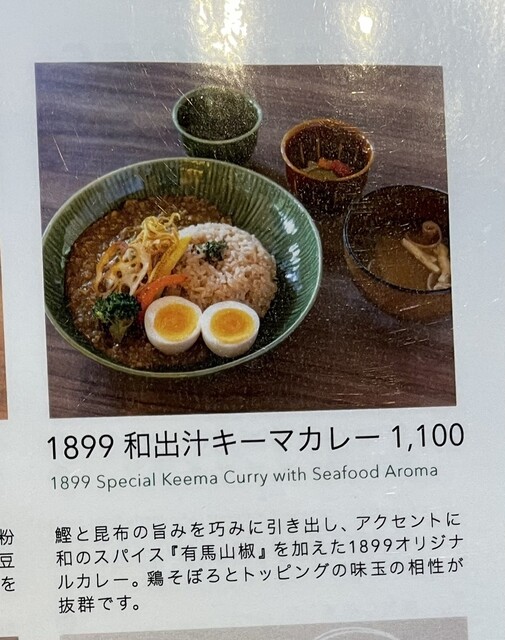 1899 和出汁キーマカレー 1,100
1899 Special Keema Curry with Seafood Aroma
鰹と昆布の旨みを巧みに引き出し、アクセントに
和のスパイス『有馬山椒』を加えた1899オリジナ
ルカレー。鶏そぼろとトッピングの味玉の相性が
抜群です。
粉
豆
を